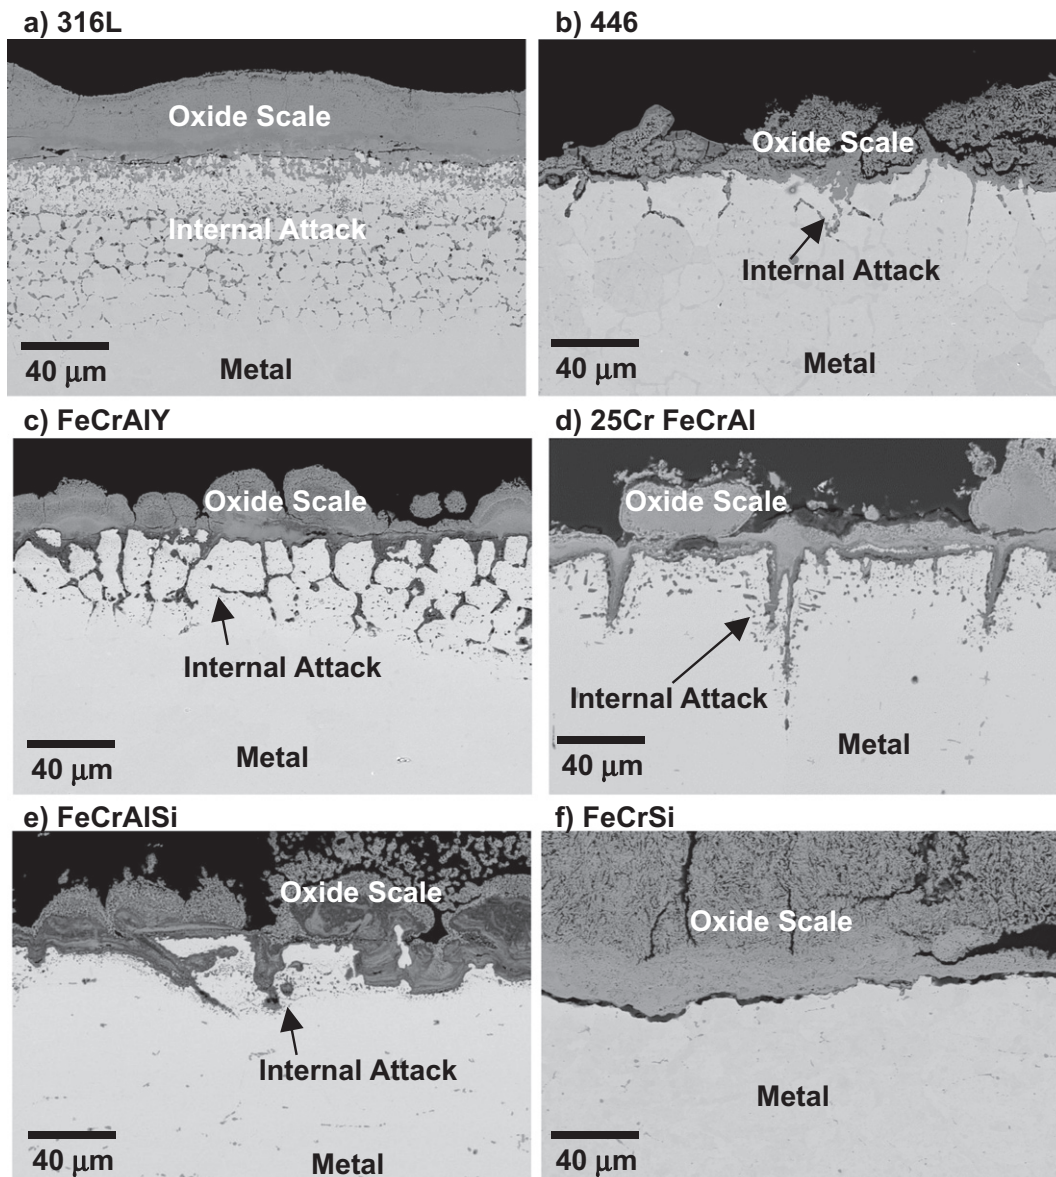 a) 316L
Oxide Scale
Internal Attack
40 μm
Metal
b) 446
Oxide Scale
Internal Attack
40 μm
Metal
c) FeCrAlY
Oxide Scale
Internal Attack
40 μm
Metal
d) 25Cr FeCrAl
Oxide Scale
Internal Attack
40 μm
Metal
e) FeCrAlSi
Oxide Scale
Internal Attack
40 μm
Metal
f) FeCrSi
Oxide Scale
Metal
40 μm